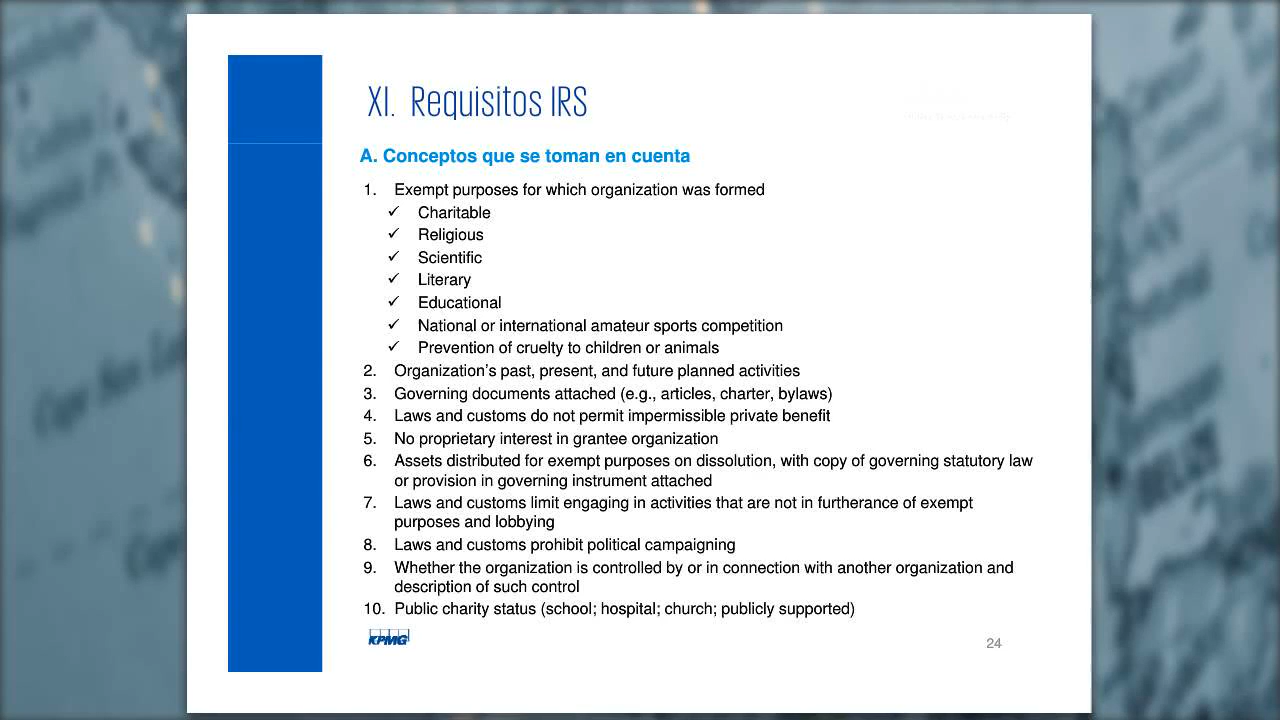 XI. Requisitos IRS
A. Conceptos que se toman en cuenta
1. Exempt purposes for which organization was formed
✓ Charitable
✓ Religious
✓ Scientific
✓ Literary
✓ Educational
✓ National or international amateur sports competition
✓ Prevention of cruelty to children or animals
2. Organization's past, present, and future planned activities
3. Governing documents attached (e.g., articles, charter, bylaws)
4. Laws and customs do not permit impermissible private benefit
5. No proprietary interest in grantee organization
6. Assets distributed for exempt purposes on dissolution, with copy of governing statutory law
or provision in governing instrument attached
7. Laws and customs limit engaging in activities that are not in furtherance of exempt
purposes and lobbying
8. Laws and customs prohibit political campaigning
9. Whether the organization is controlled by or in connection with another organization and
description of such control
10. Public charity status (school; hospital; church; publicly supported)
KPMG
24